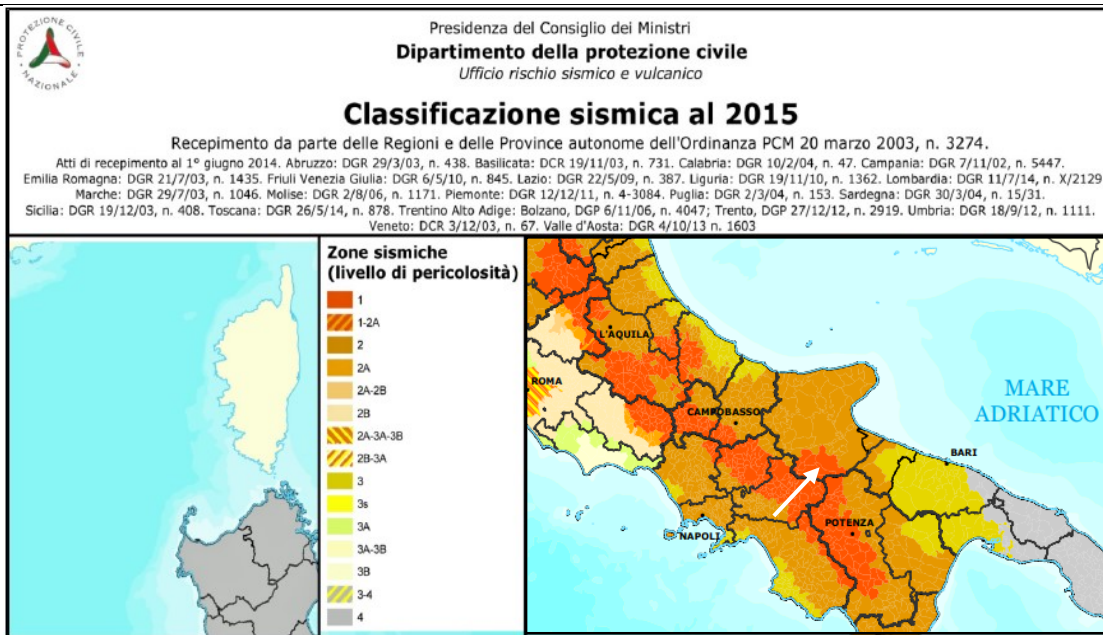 PROTEZIONE CIVILE
NAZIONALE
Presidenza del Consiglio dei Ministri
Dipartimento della protezione civile
Ufficio rischio sismico e vulcanico
Classificazione sismica al 2015
Recepimento da parte delle Regioni e delle Province autonome dell'Ordinanza PCM 20 marzo 2003, n. 3274.
Atti di recepimento al 1° giugno 2014. Abruzzo: DGR 29/3/03, n. 438. Basilicata: DCR 19/11/03, n. 731. Calabria: DGR 10/2/04, n. 47. Campania: DGR 7/11/02, n. 5447.
Emilia Romagna: DGR 21/7/03, n. 1435. Friuli Venezia Giulia: DGR 6/5/10, n. 845. Lazio: DGR 22/5/09, n. 387. Liguria: DGR 19/11/10, n. 1362. Lombardia: DGR 11/7/14, n. X/2129
Marche: DGR 29/7/03, n. 1046. Molise: DGR 2/8/06, n. 1171. Piemonte: DGR 12/12/11, n. 4-3084. Puglia: DGR 2/3/04, n. 153. Sardegna: DGR 30/3/04, n. 15/31.
Sicilia: DGR 19/12/03, n. 408. Toscana: DGR 26/5/14, n. 878. Trentino Alto Adige: Bolzano, DGP 6/11/06, n. 4047; Trento, DGP 27/12/12, n. 2919. Umbria: DGR 18/9/12, n. 1111.
Veneto: DCR 3/12/03, n. 67. Valle d'Aosta: DGR 4/10/13 n. 1603
Zone sismiche
(livello di pericolosità)
1
1-2A
2
2A
2A-2B
2B
2A-3A-3B
2B-3A
3
3s
3A
3A-3B
3B
3-4
4
L'AQUILA
ROMA
CAMPOBASSO
MARE
ADRIATICO
BARI
NAPOLI
POTENZA